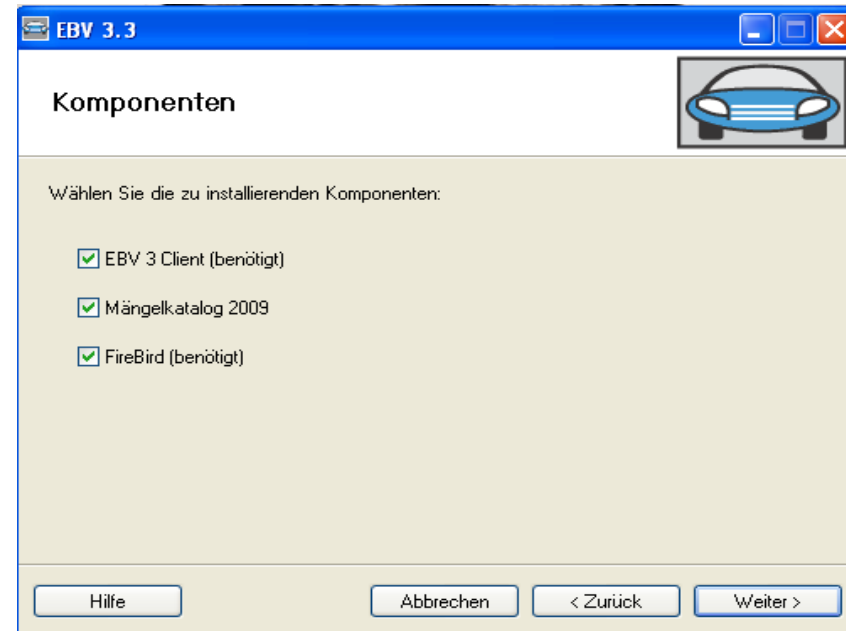 EBV 3.3
Komponenten
Wählen Sie die zu installierenden Komponenten:
EBV 3 Client (benötigt)
Mängelkatalog 2009
FireBird (benötigt)
Hilfe
Abbrechen
< Zurück
Weiter >